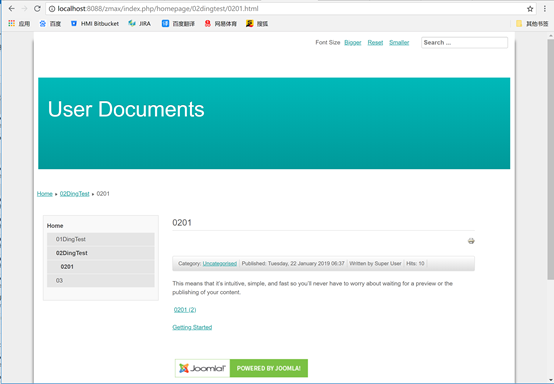 localhost:8088/zmax/index.php/homepage/02dingtest/0201.html
应用 百度 HMI Bitbucket JIRA 百度翻译 网易体育 搜狐 其他书签
Font Size Bigger Reset Smaller Search ...
User Documents
Home ▸ 02DingTest ▸ 0201
Home
01DingTest
02DingTest
0201
03
0201
Category: Uncategorised Published: Tuesday, 22 January 2019 06:37 Written by Super User Hits: 10
This means that it's intuitive, simple, and fast so you'll never have to worry about waiting for a preview or the
publishing of your content.
0201 (2)
Getting Started
Joomla! POWERED BY JOOMLA!